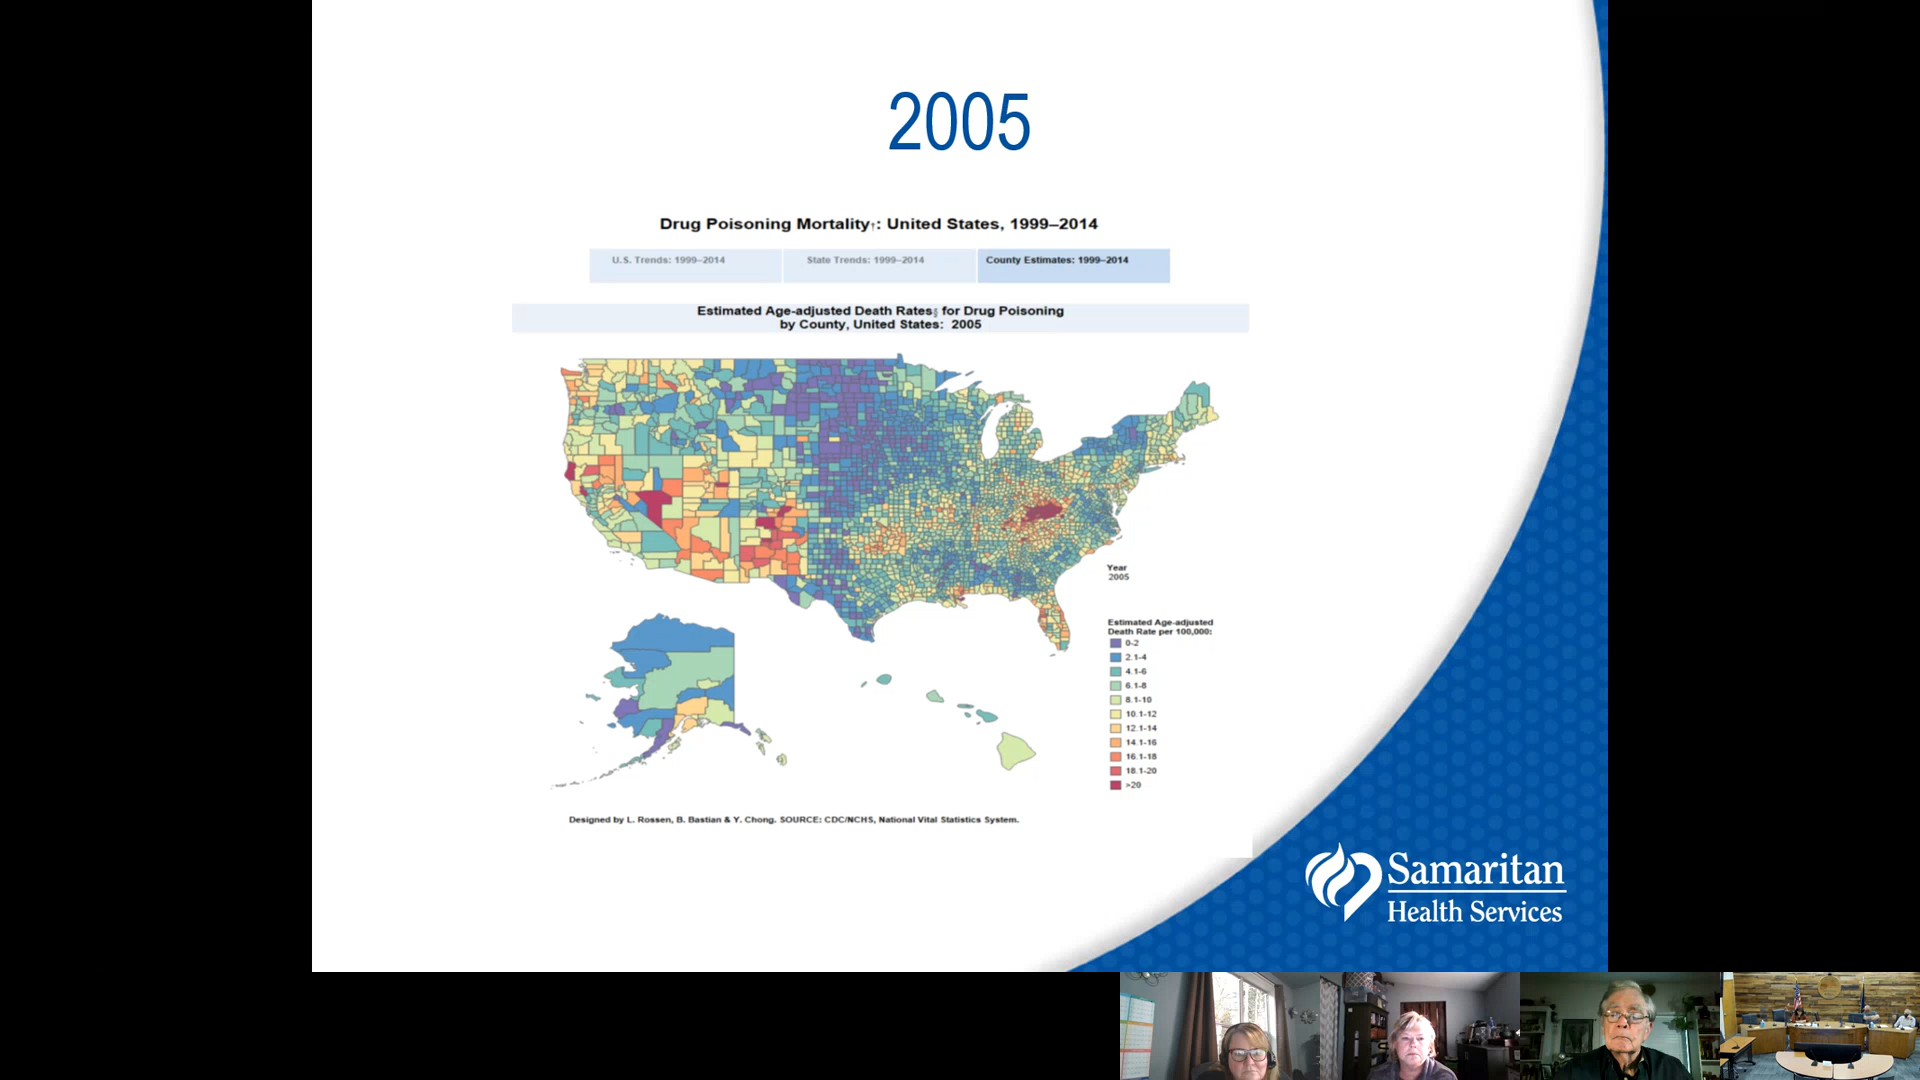 2005
Drug Poisoning Mortality†: United States, 1999–2014
U.S. Trends: 1999–2014
State Trends: 1999–2014
County Estimates: 1999–2014
Estimated Age-adjusted Death Rates§ for Drug Poisoning
by County, United States: 2005
Year
2005
Estimated Age-adjusted
Death Rate per 100,000:
0-2
2.1-4
4.1-6
6.1-8
8.1-10
10.1-12
12.1-14
14.1-16
16.1-18
18.1-20
>20
Designed by L. Rossen, B. Bastian & Y. Chong. SOURCE: CDC/NCHS, National Vital Statistics System.
Samaritan
Health Services